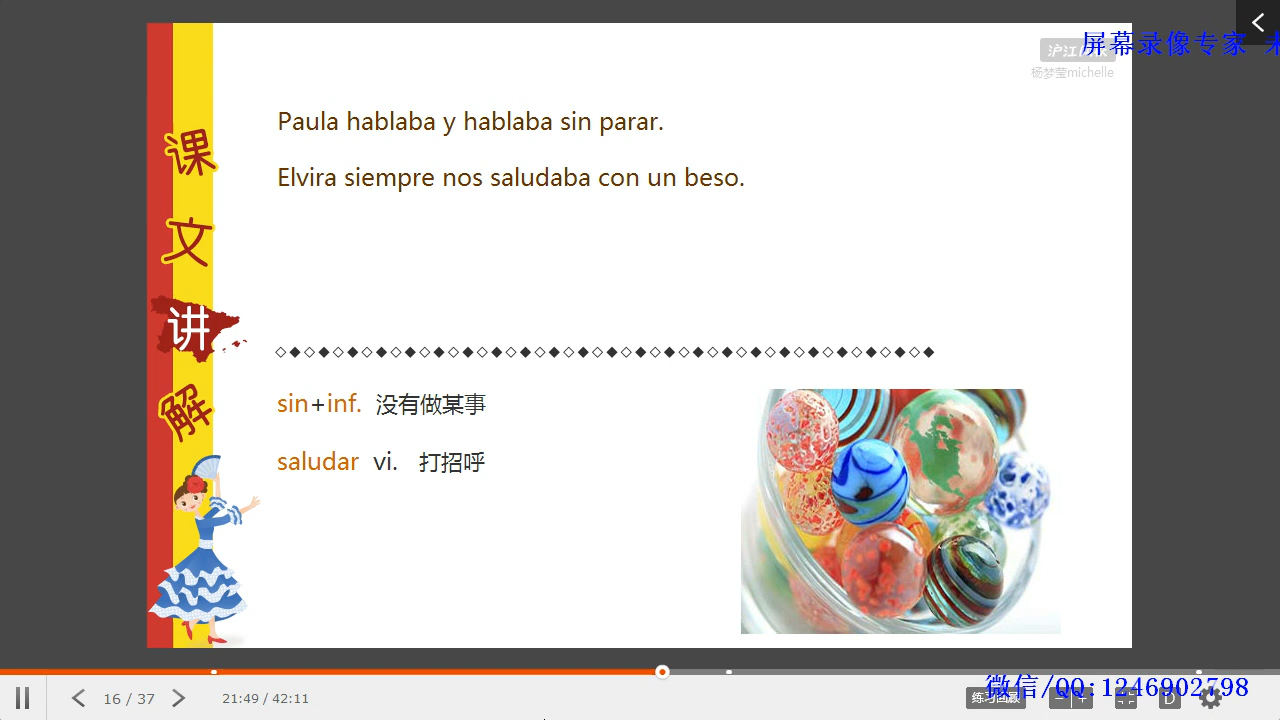 屏幕录像专家
沪江
杨梦莹michelle
课文讲解
Paula hablaba y hablaba sin parar.
Elvira siempre nos saludaba con un beso.
sin+inf. 没有做某事
saludar vi. 打招呼
16 / 37
21:49 / 42:11
练习回顾
微信/QQ:1246902798
D